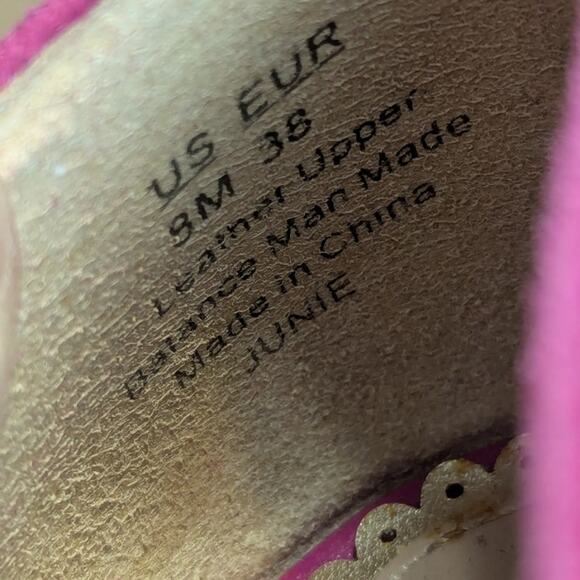 US EUR
8M 38
Leather Upper
Balance Man Made
Made in China
JUNIE